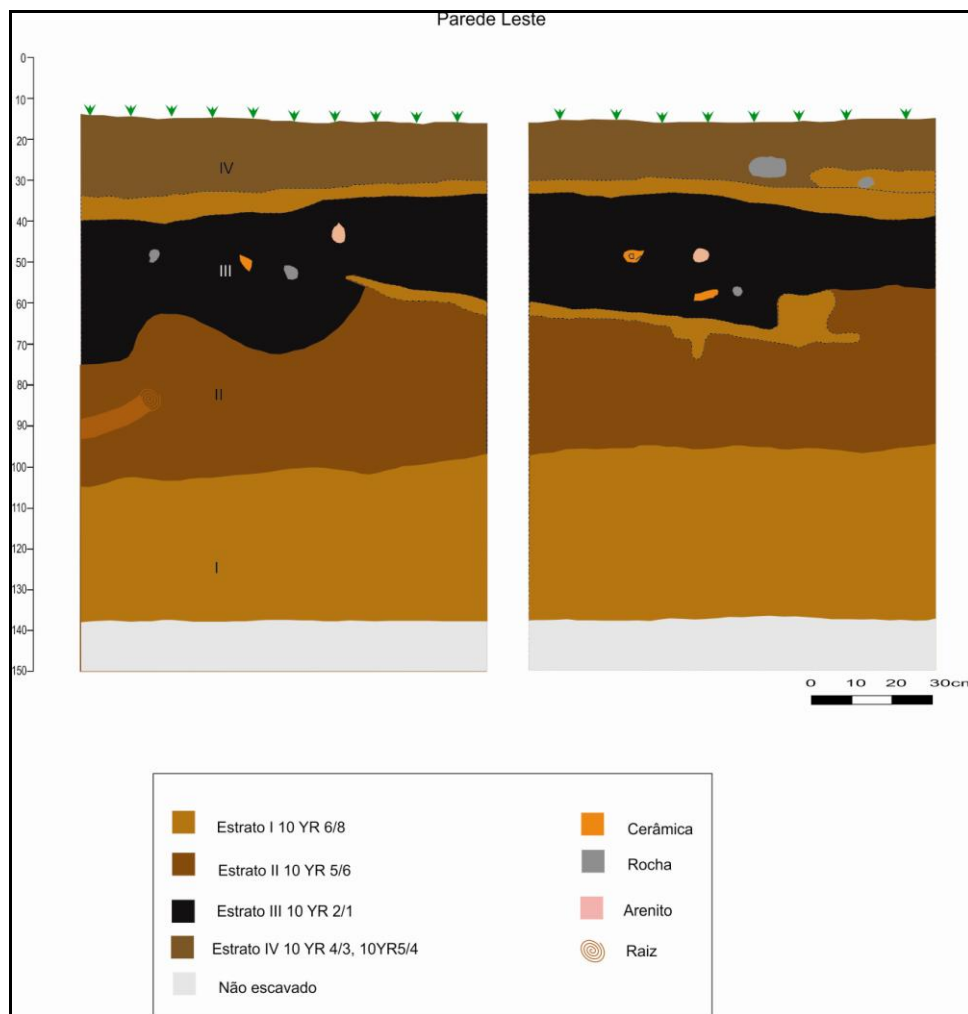 Parede Leste
0
10
20
30
40
50
60
70
80
90
100
110
120
130
140
150
IV
III
II
I
0 10 20 30cm
Estrato I 10 YR 6/8
Estrato II 10 YR 5/6
Estrato III 10 YR 2/1
Estrato IV 10 YR 4/3, 10YR5/4
Não escavado
Cerâmica
Rocha
Arenito
Raiz